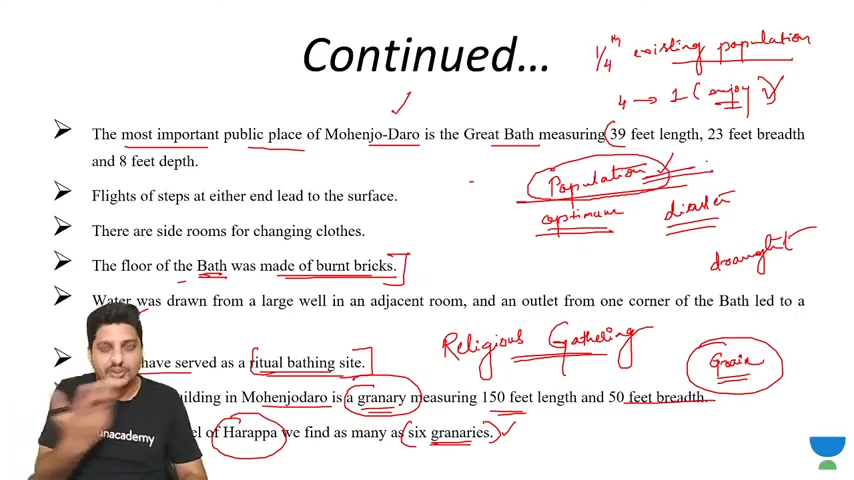 Continued...
1/4th existing population
4 → 1 (enjoy)
The most important public place of Mohenjo-Daro is the Great Bath measuring 39 feet length, 23 feet breadth
and 8 feet depth.
Population
Flights of steps at either end lead to the surface.
optimum disaster
There are side rooms for changing clothes.
draought
The floor of the Bath was made of burnt bricks.
Water was drawn from a large well in an adjacent room, and an outlet from one corner of the Bath led to a
Religious Gathering
have served as a ritual bathing site.
Grain
building in Mohenjodaro is a granary measuring 150 feet length and 50 feet breadth.
of Harappa we find as many as six granaries.
unacademy